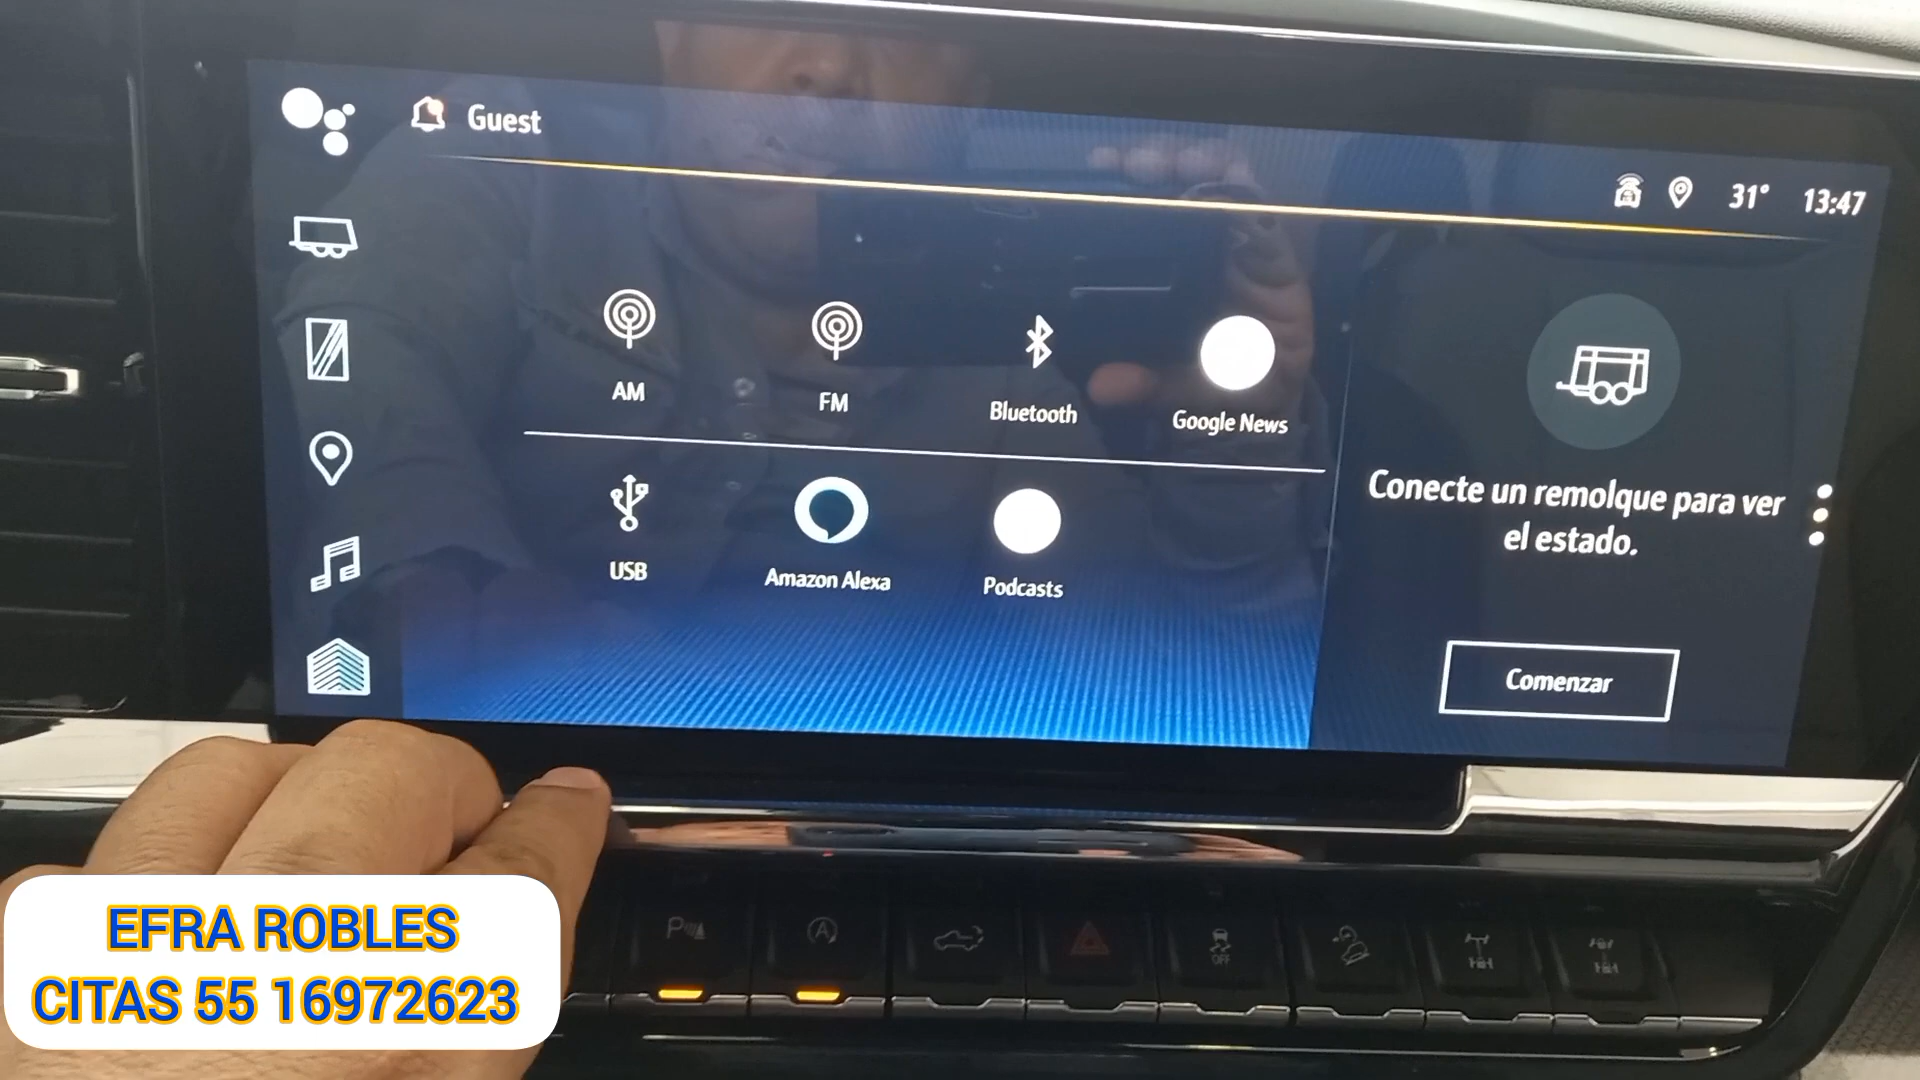 Guest
31° 13:47
AM
FM
Bluetooth
Google News
USB
Amazon Alexa
Podcasts
Conecte un remolque para ver
el estado.
Comenzar
P
A
OFF
EFRA ROBLES
CITAS 55 16972623